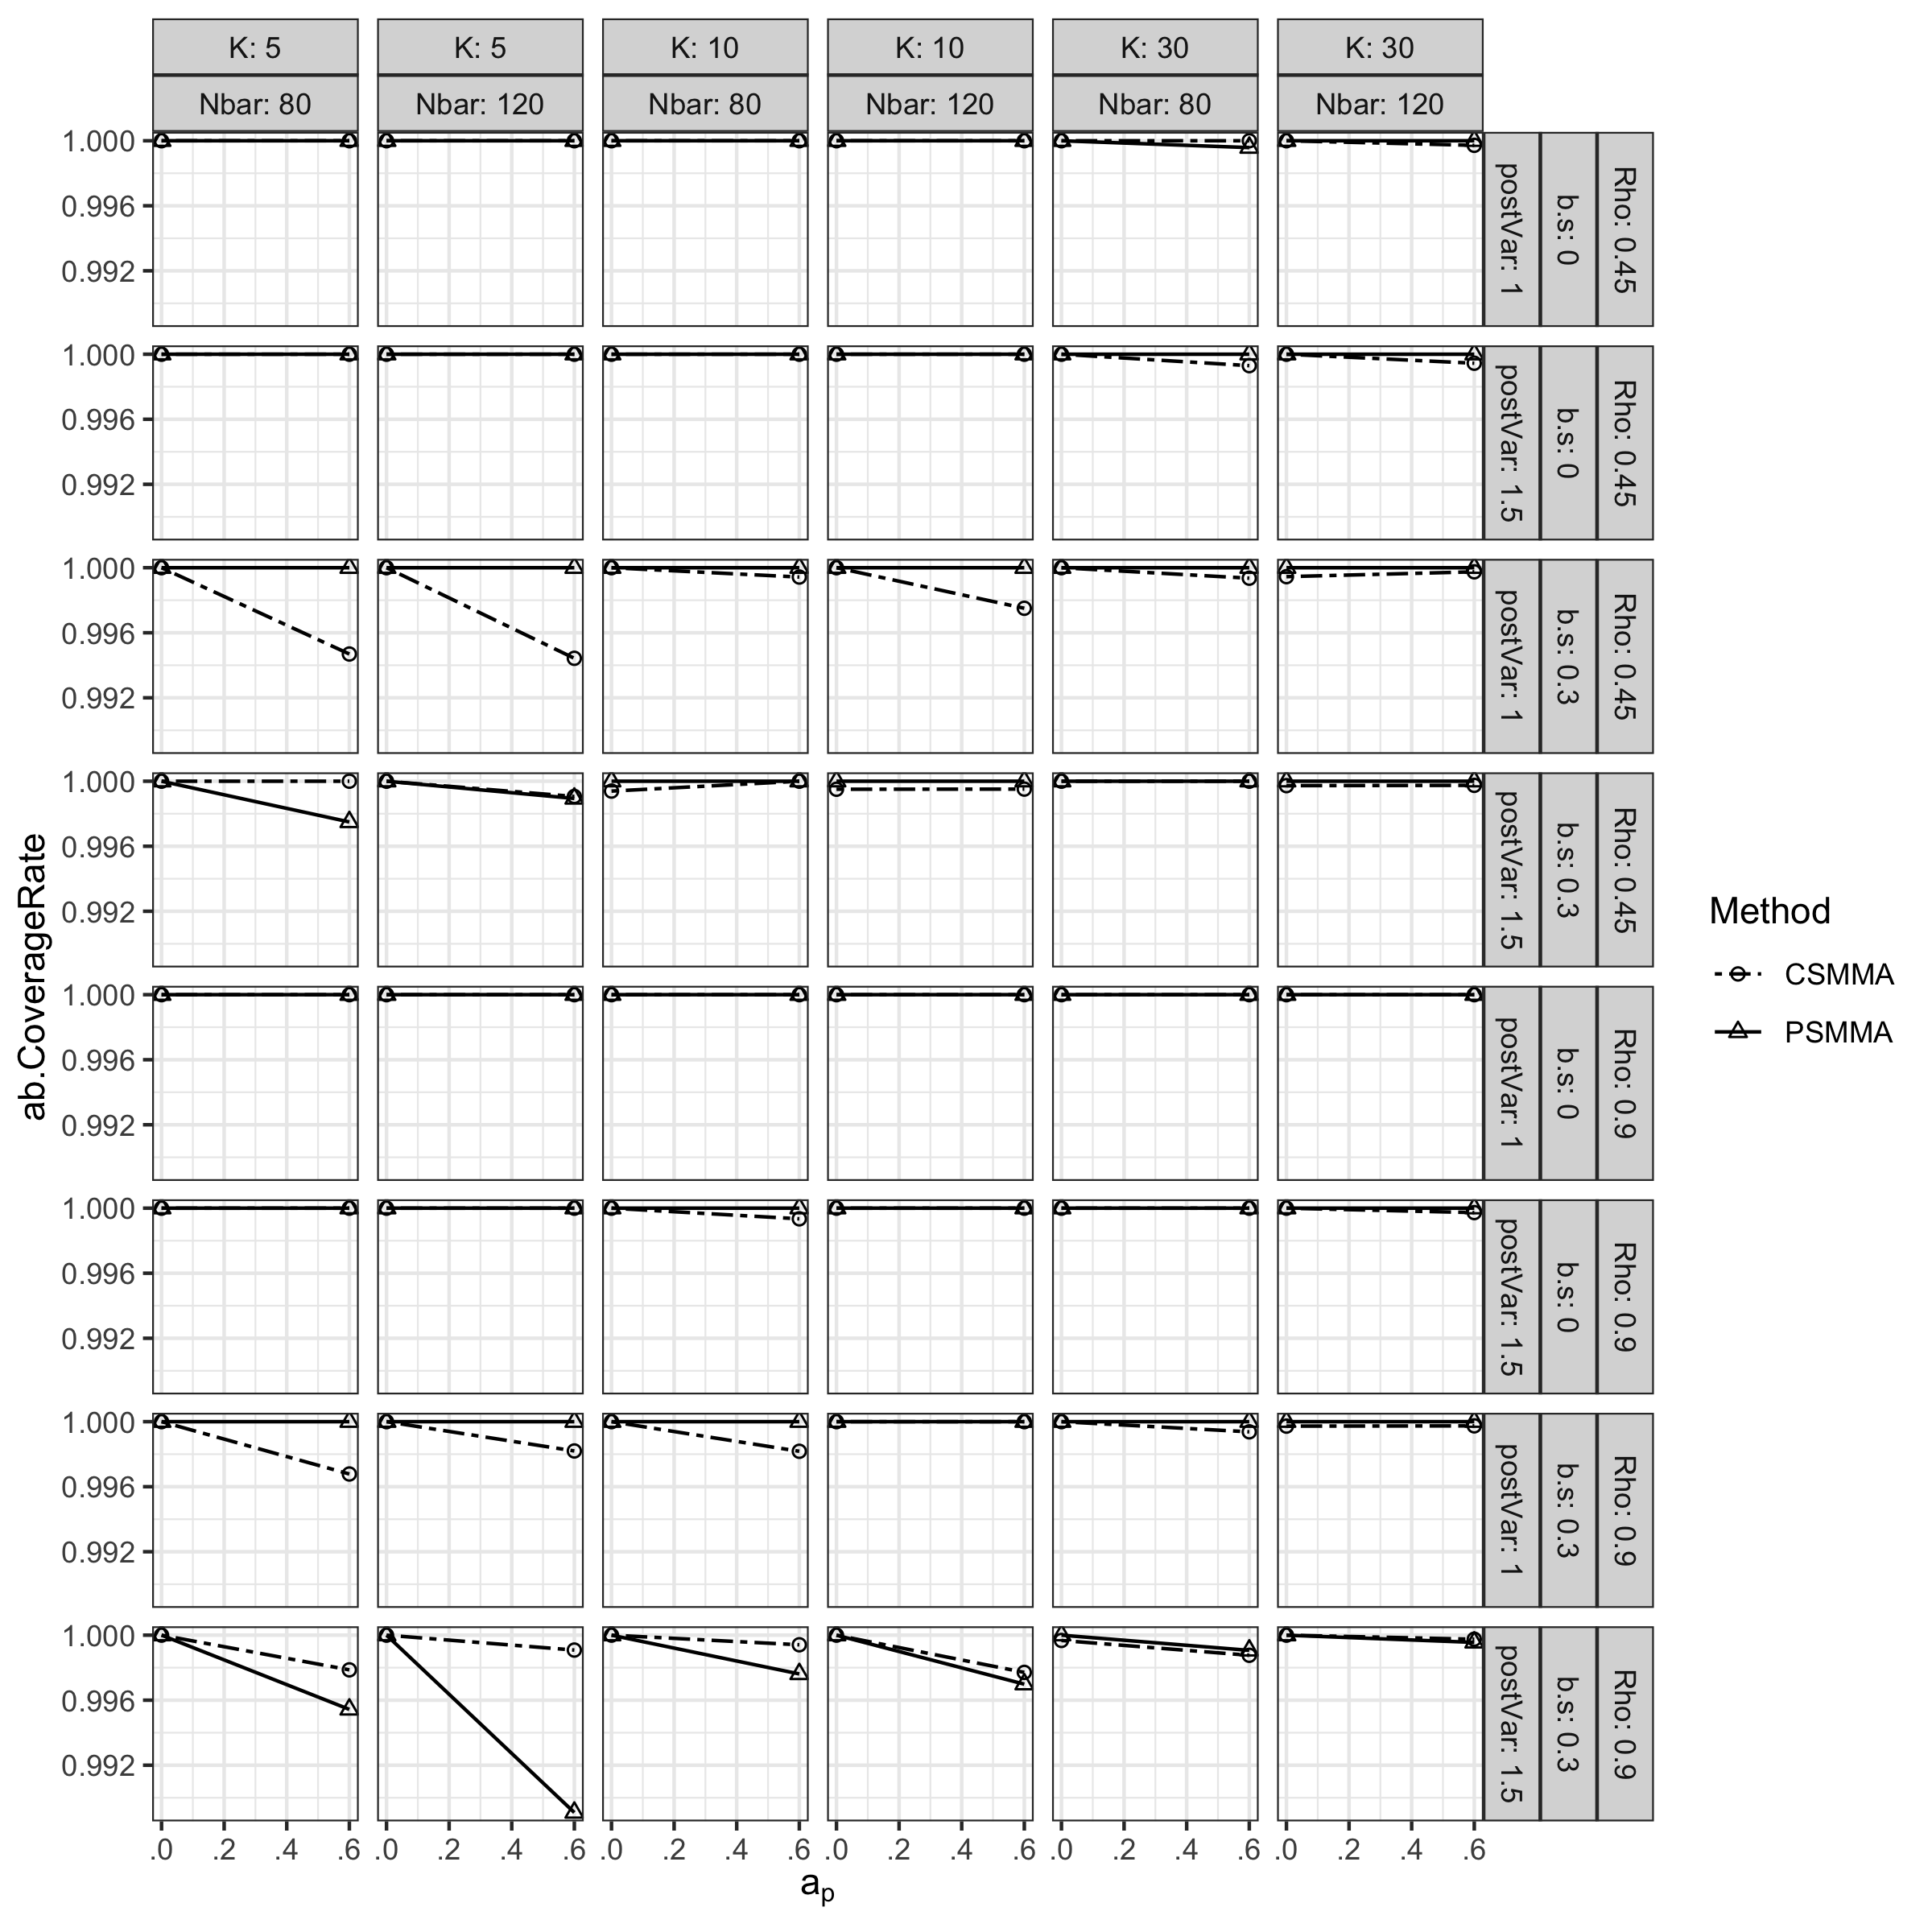 K: 5 K: 5 K: 10 K: 10 K: 30 K: 30
Nbar: 80 Nbar: 120 Nbar: 80 Nbar: 120 Nbar: 80 Nbar: 120
1.000
0.996
0.992
postVar: 1
b.s: 0
Rho: 0.45
1.000
0.996
0.992
postVar: 1.5
b.s: 0
Rho: 0.45
1.000
0.996
0.992
postVar: 1
b.s: 0.3
Rho: 0.45
1.000
0.996
0.992
postVar: 1.5
b.s: 0.3
Rho: 0.45
1.000
0.996
0.992
postVar: 1
b.s: 0
Rho: 0.9
1.000
0.996
0.992
postVar: 1.5
b.s: 0
Rho: 0.9
1.000
0.996
0.992
postVar: 1
b.s: 0.3
Rho: 0.9
1.000
0.996
0.992
postVar: 1.5
b.s: 0.3
Rho: 0.9
.0 .2 .4 .6 .0 .2 .4 .6 .0 .2 .4 .6 .0 .2 .4 .6 .0 .2 .4 .6 .0 .2 .4 .6
ap
ab.CoverageRate
Method
CSMMA
PSMMA